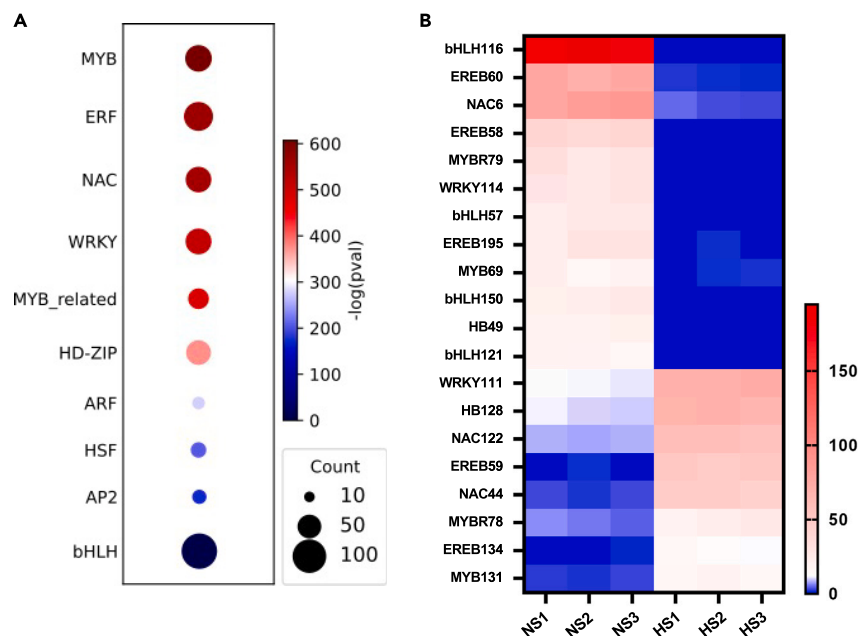 A
MYB
ERF
NAC
WRKY
MYB_related
HD-ZIP
ARF
HSF
AP2
bHLH
600
500
400
300
200
100
0
-log(pval)
Count
10
50
100
B
bHLH116
EREB60
NAC6
EREB58
MYBR79
WRKY114
bHLH57
EREB195
MYB69
bHLH150
HB49
bHLH121
WRKY111
HB128
NAC122
EREB59
NAC44
MYBR78
EREB134
MYB131
NS1 NS2 NS3 HS1 HS2 HS3
150
100
50
0